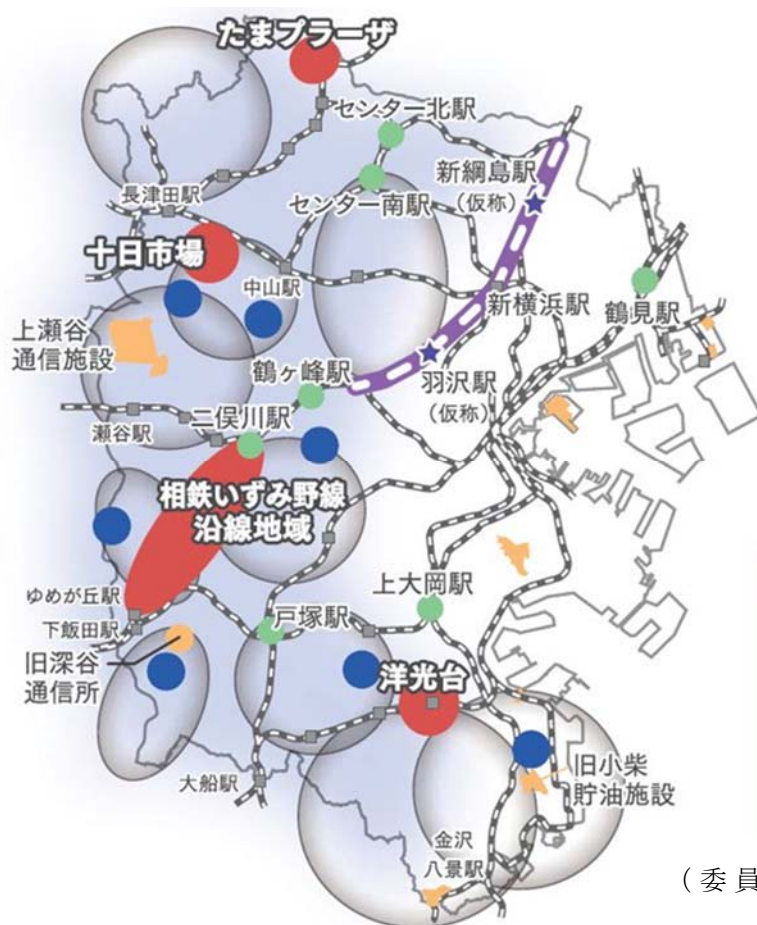 たまプラーザ
センター北駅
新綱島駅
（仮称）
センター南駅
長津田駅
十日市場
中山駅
新横浜駅
鶴見駅
上瀬谷
通信施設
鶴ヶ峰駅
羽沢駅
（仮称）
二俣川駅
瀬谷駅
相鉄いずみ野線
沿線地域
上大岡駅
ゆめが丘駅
下飯田駅
戸塚駅
旧深谷
通信所
洋光台
旧小柴
貯油施設
大船駅
金沢
八景駅
（委員